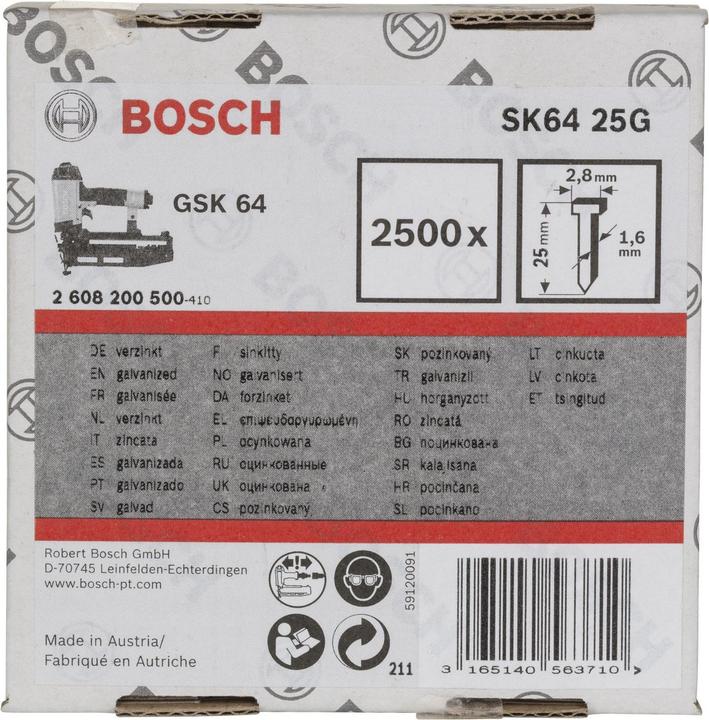 BOSCH
SK64 25G
GSK 64
2500 x
2,8 mm
25 mm
1,6 mm
2 608 200 500-410
DE verzinkt
EN galvanized
FR galvanisée
NL verzinkt
IT zincata
ES galvanizada
PT galvanizado
SV galvad
FI sinkitty
NO galvanisert
DA forzinket
EL επιψευδαργυρωμένη
PL ocynkowana
RU оцинкованные
UK оцинкована
CS pozinkovaný
SK pozinkovaný
TR galvanizli
HU horganyzott
RO zincată
BG поцинкована
SR kalajisana
HR pocinčana
SL pocinkano
LT cinkuota
LV cinkota
ET tsingitud
Robert Bosch GmbH
D-70745 Leinfelden-Echterdingen
www.bosch-pt.com
Made in Austria/
Fabriqué en Autriche
59120091
211
3 165140 563710 >